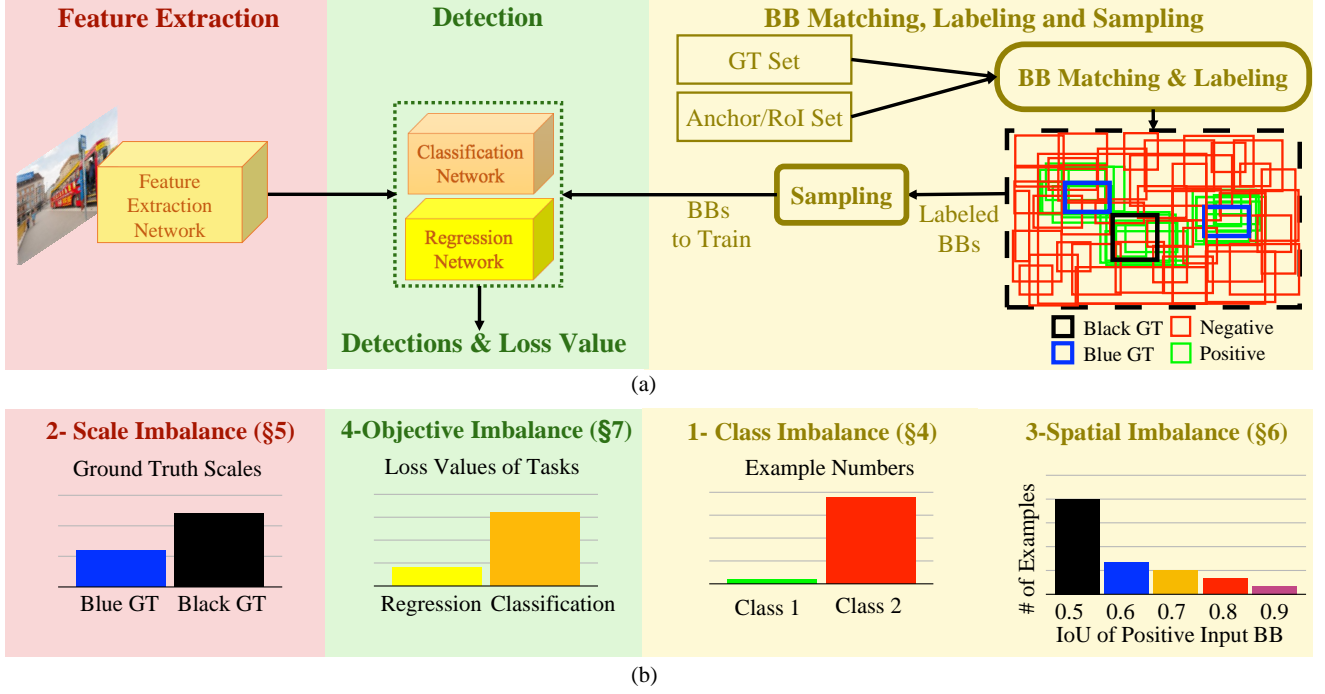 Feature Extraction
Detection
BB Matching, Labeling and Sampling
GT Set
Anchor/RoI Set
BB Matching & Labeling
Feature
Extraction
Network
Classification
Network
Regression
Network
Sampling
BBs
to Train
Labeled
BBs
Detections & Loss Value
Black GT
Negative
Blue GT
Positive
(a)
2- Scale Imbalance (§5)
Ground Truth Scales
Blue GT
Black GT
4-Objective Imbalance (§7)
Loss Values of Tasks
Regression
Classification
1- Class Imbalance (§4)
Example Numbers
Class 1
Class 2
3-Spatial Imbalance (§6)
# of Examples
0.5 0.6 0.7 0.8 0.9
IoU of Positive Input BB
(b)